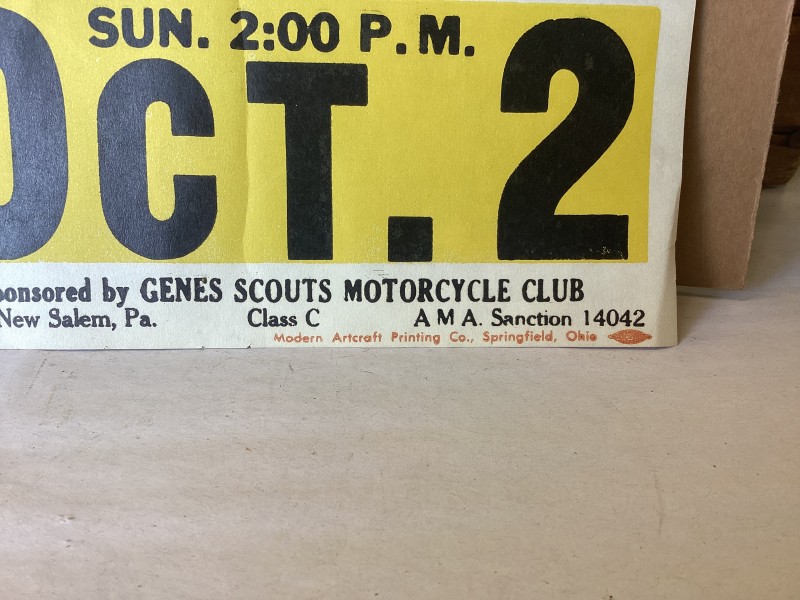 SUN. 2:00 P.M.
OCT. 2
ponsored by GENES SCOUTS MOTORCYCLE CLUB
New Salem, Pa. Class C A M A. Sanction 14042
Modern Artcraft Printing Co., Springfield, Ohio